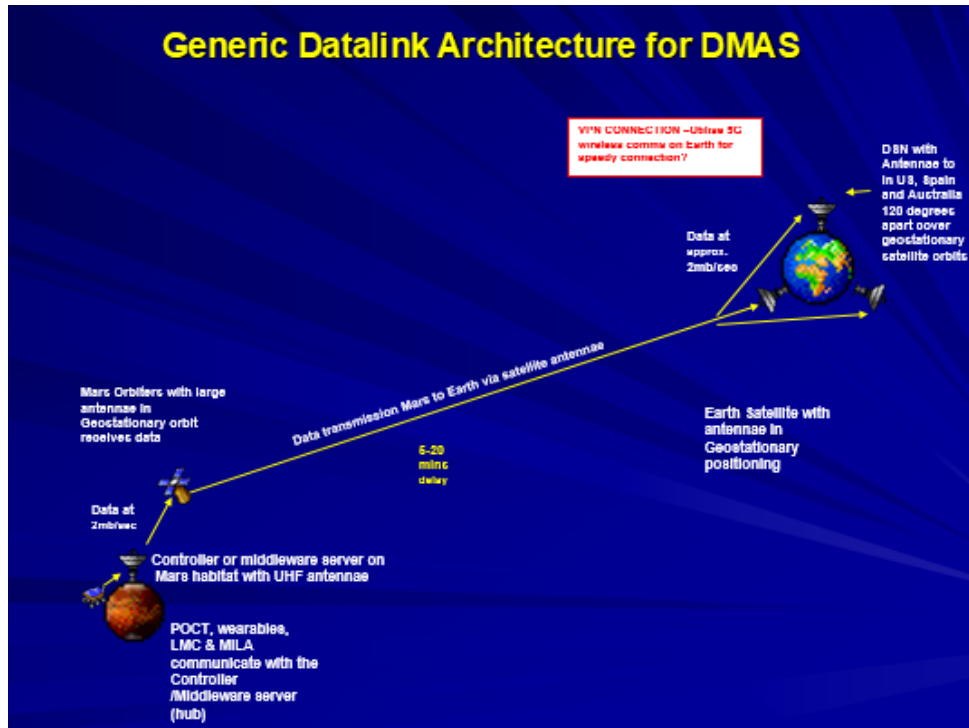 Generic Datalink Architecture for DMAS
VPN CONNECTION –Utilise 5G
wireless comms on Earth for
speedy connection?
DSN with
Antennae to
in US, Spain
and Australia
120 degrees
apart cover
geostationary
satellite orbits
Data at
approx.
2mb/sec
Data transmission Mars to Earth via satellite antennae
Mars Orbiters with large
antennae in
Geostationary orbit
receives data
Earth Satellite with
antennae in
Geostationary
positioning
mins
delay
Data at
2mb/sec
Controller or middleware server on
Mars habitat with UHF antennae
POCT, wearables,
LMC & MILA
communicate with the
Controller
/Middleware server
(hub)